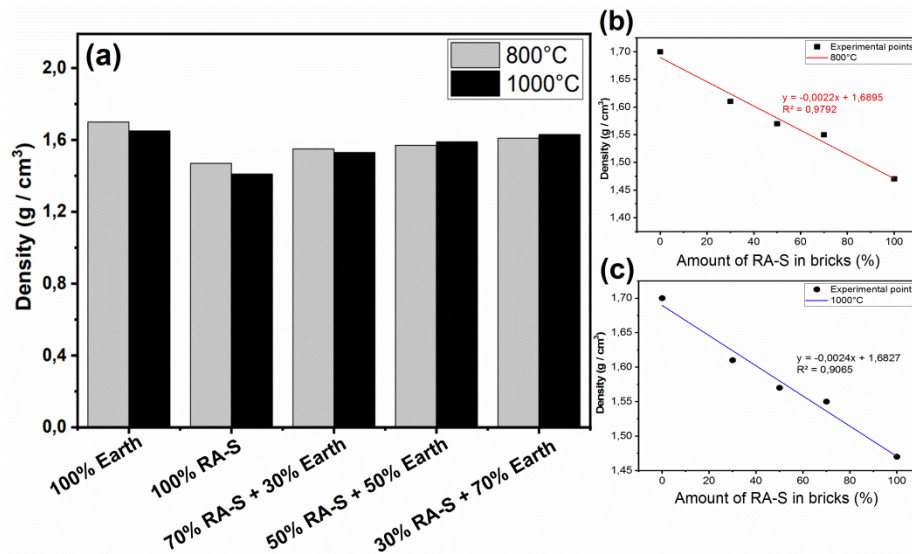 (a)
800°C
1000°C
Density (g / cm³)
2,0
1,6
1,2
0,8
0,4
0,0
100% Earth
100% RA-S
70% RA-S + 30% Earth
50% RA-S + 50% Earth
30% RA-S + 70% Earth
(b)
Experimental points
800°C
y = -0,0022x + 1,6895
R² = 0,9792
Density (g / cm³)
1,70
1,65
1,60
1,55
1,50
1,45
1,40
0
20
40
60
80
100
Amount of RA-S in bricks (%)
(c)
Experimental points
1000°C
y = -0,0024x + 1,6827
R² = 0,9065
Density (g / cm³)
1,70
1,65
1,60
1,55
1,50
1,45
0
20
40
60
80
100
Amount of RA-S in bricks (%)